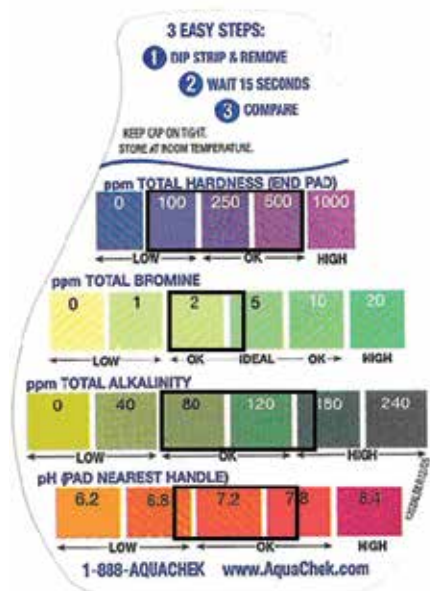 3 EASY STEPS:
1 DIP STRIP & REMOVE
2 WAIT 15 SECONDS
3 COMPARE
KEEP CAP ON TIGHT.
STORE AT ROOM TEMPERATURE.
ppm TOTAL HARDNESS (END PAD)
0 100 250 500 1000
LOW OK HIGH
ppm TOTAL BROMINE
0 1 2 5 10 20
LOW OK IDEAL OK HIGH
ppm TOTAL ALKALINITY
0 40 80 120 180 240
LOW OK HIGH
pH (PAD NEAREST HANDLE)
6.2 6.8 7.2 7.8 8.4
LOW OK HIGH
1-888-AQUACHEK www.AquaChek.com